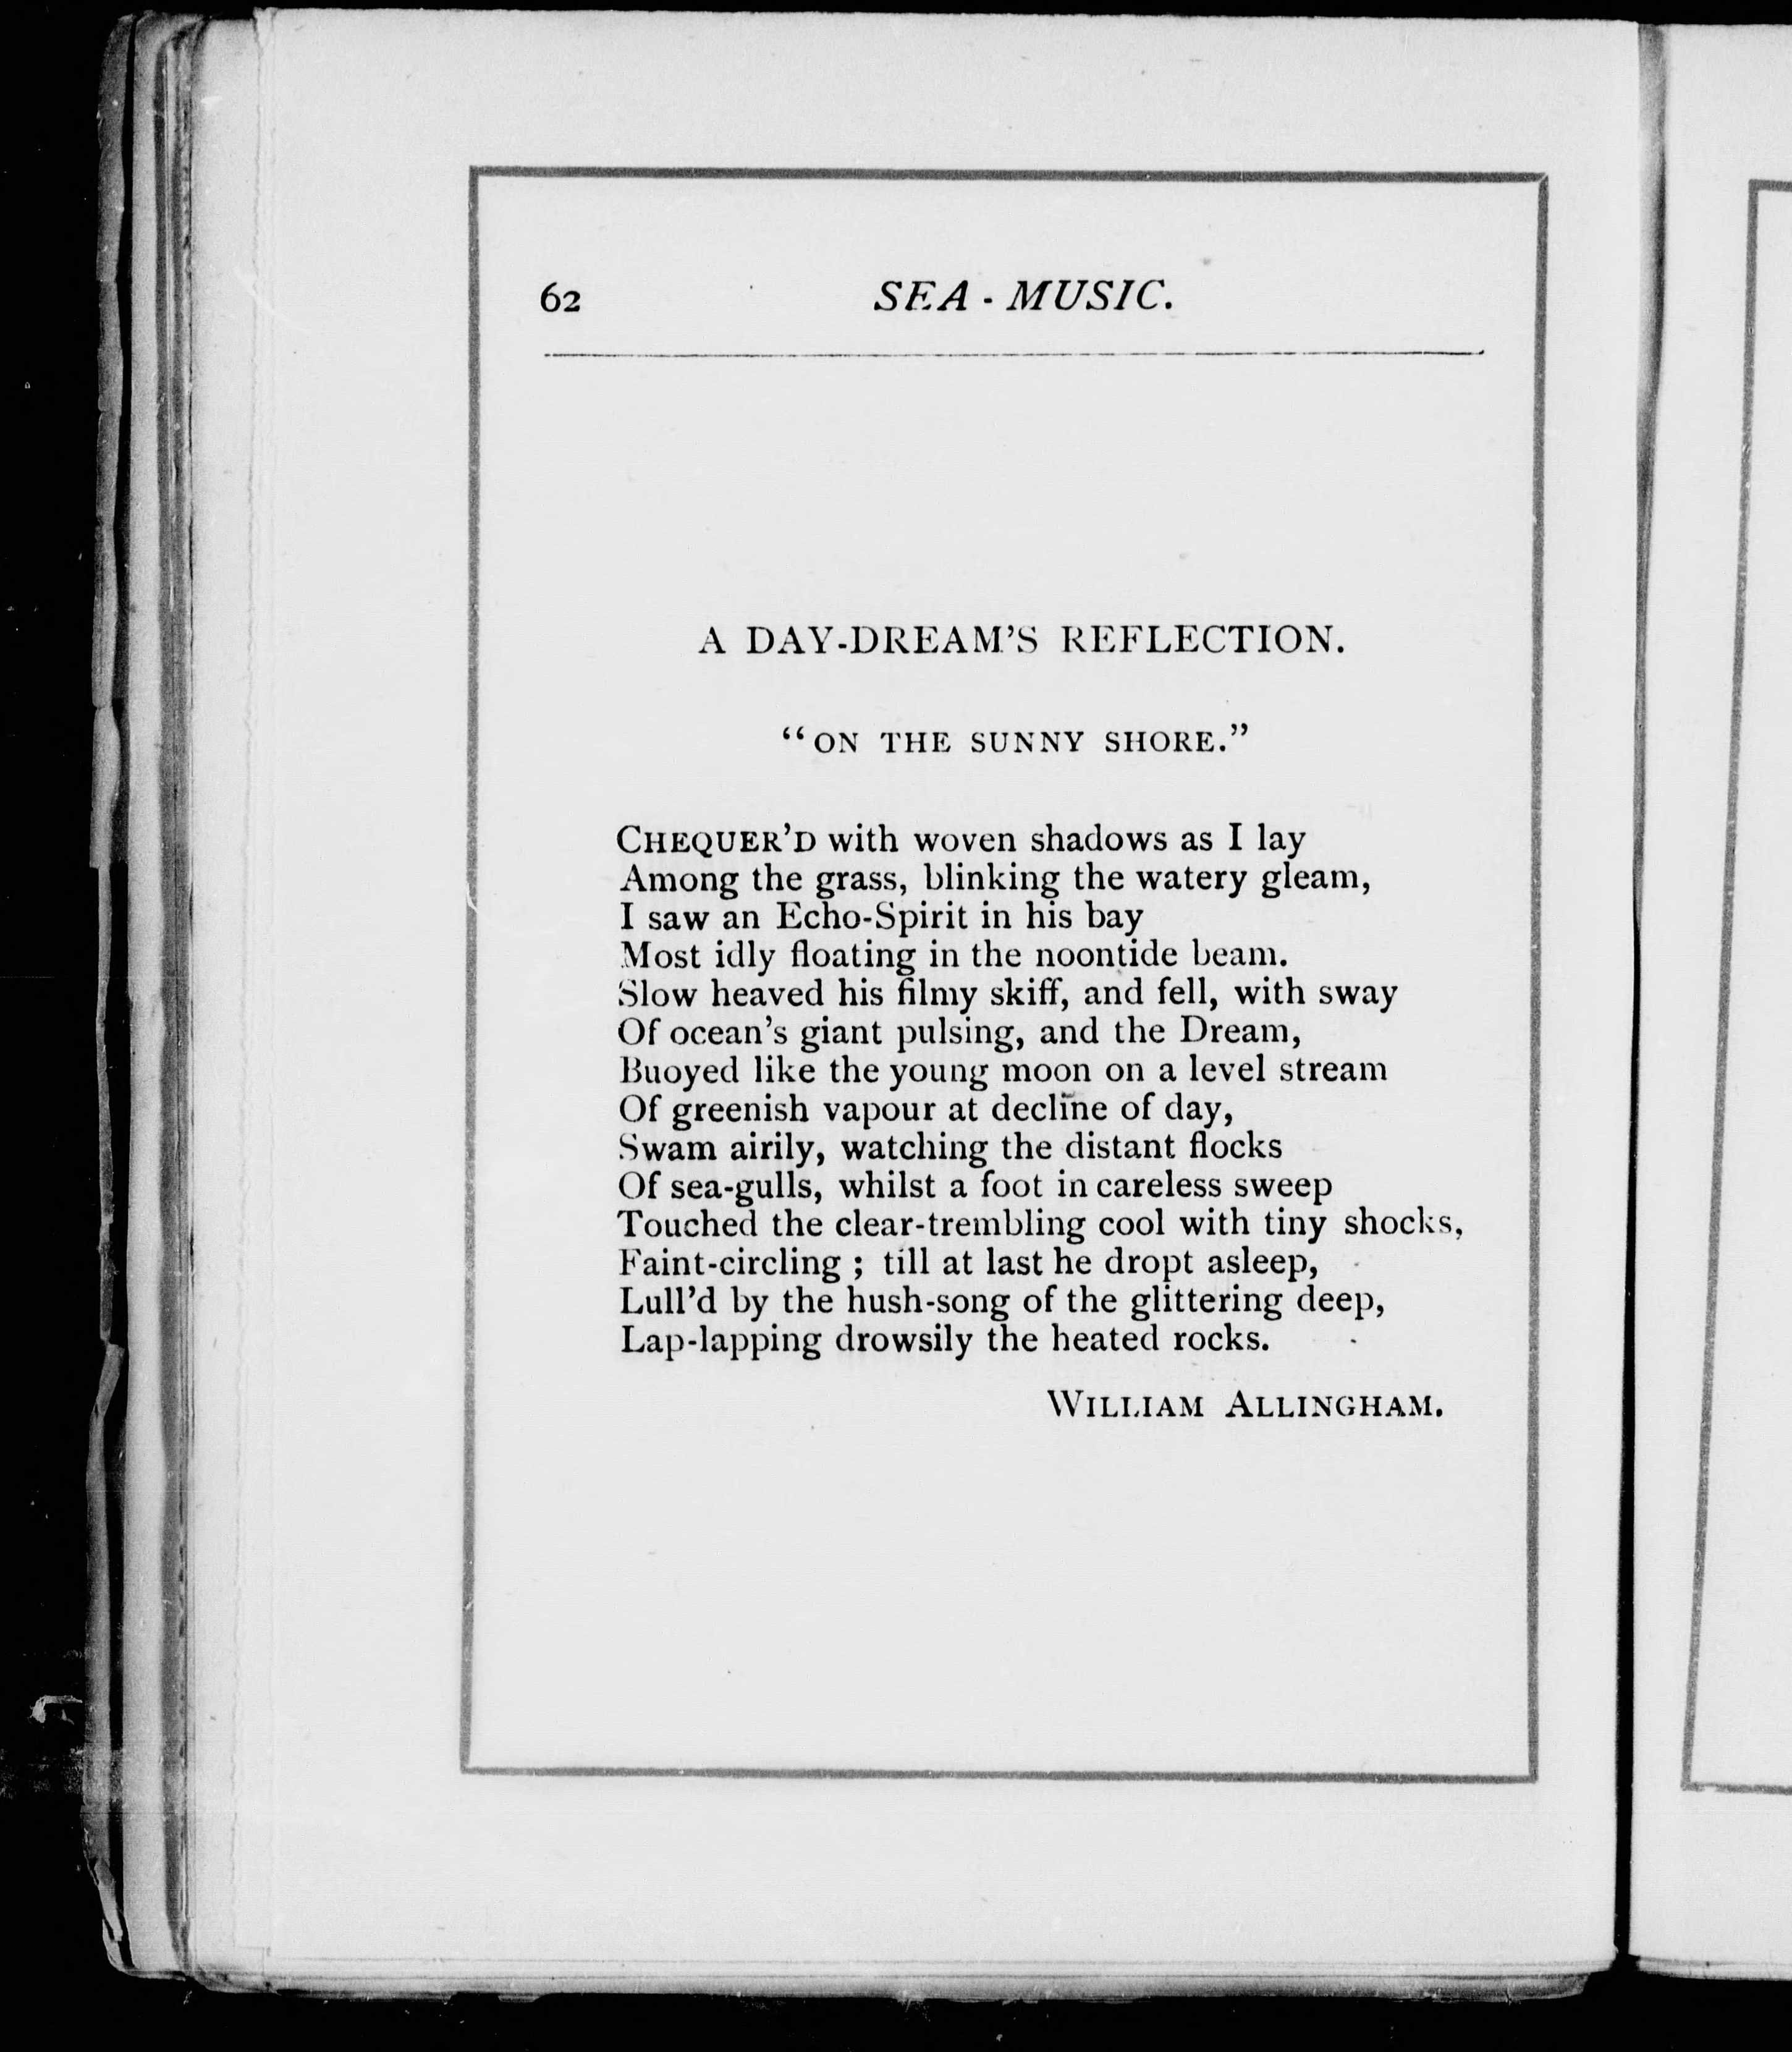 62 SEA-MUSIC.
A DAY-DREAM'S REFLECTION.
"ON THE SUNNY SHORE."
CHEQUER'D with woven shadows as I lay
Among the grass, blinking the watery gleam,
I saw an Echo-Spirit in his bay
Most idly floating in the noontide beam.
Slow heaved his filmy skiff, and fell, with sway
Of ocean's giant pulsing, and the Dream,
Buoyed like the young moon on a level stream
Of greenish vapour at decline of day,
Swam airily, watching the distant flocks
Of sea-gulls, whilst a foot in careless sweep
Touched the clear-trembling cool with tiny shocks,
Faint-circling ; till at last he dropt asleep,
Lull'd by the hush-song of the glittering deep,
Lap-lapping drowsily the heated rocks.
WILLIAM ALLINGHAM.